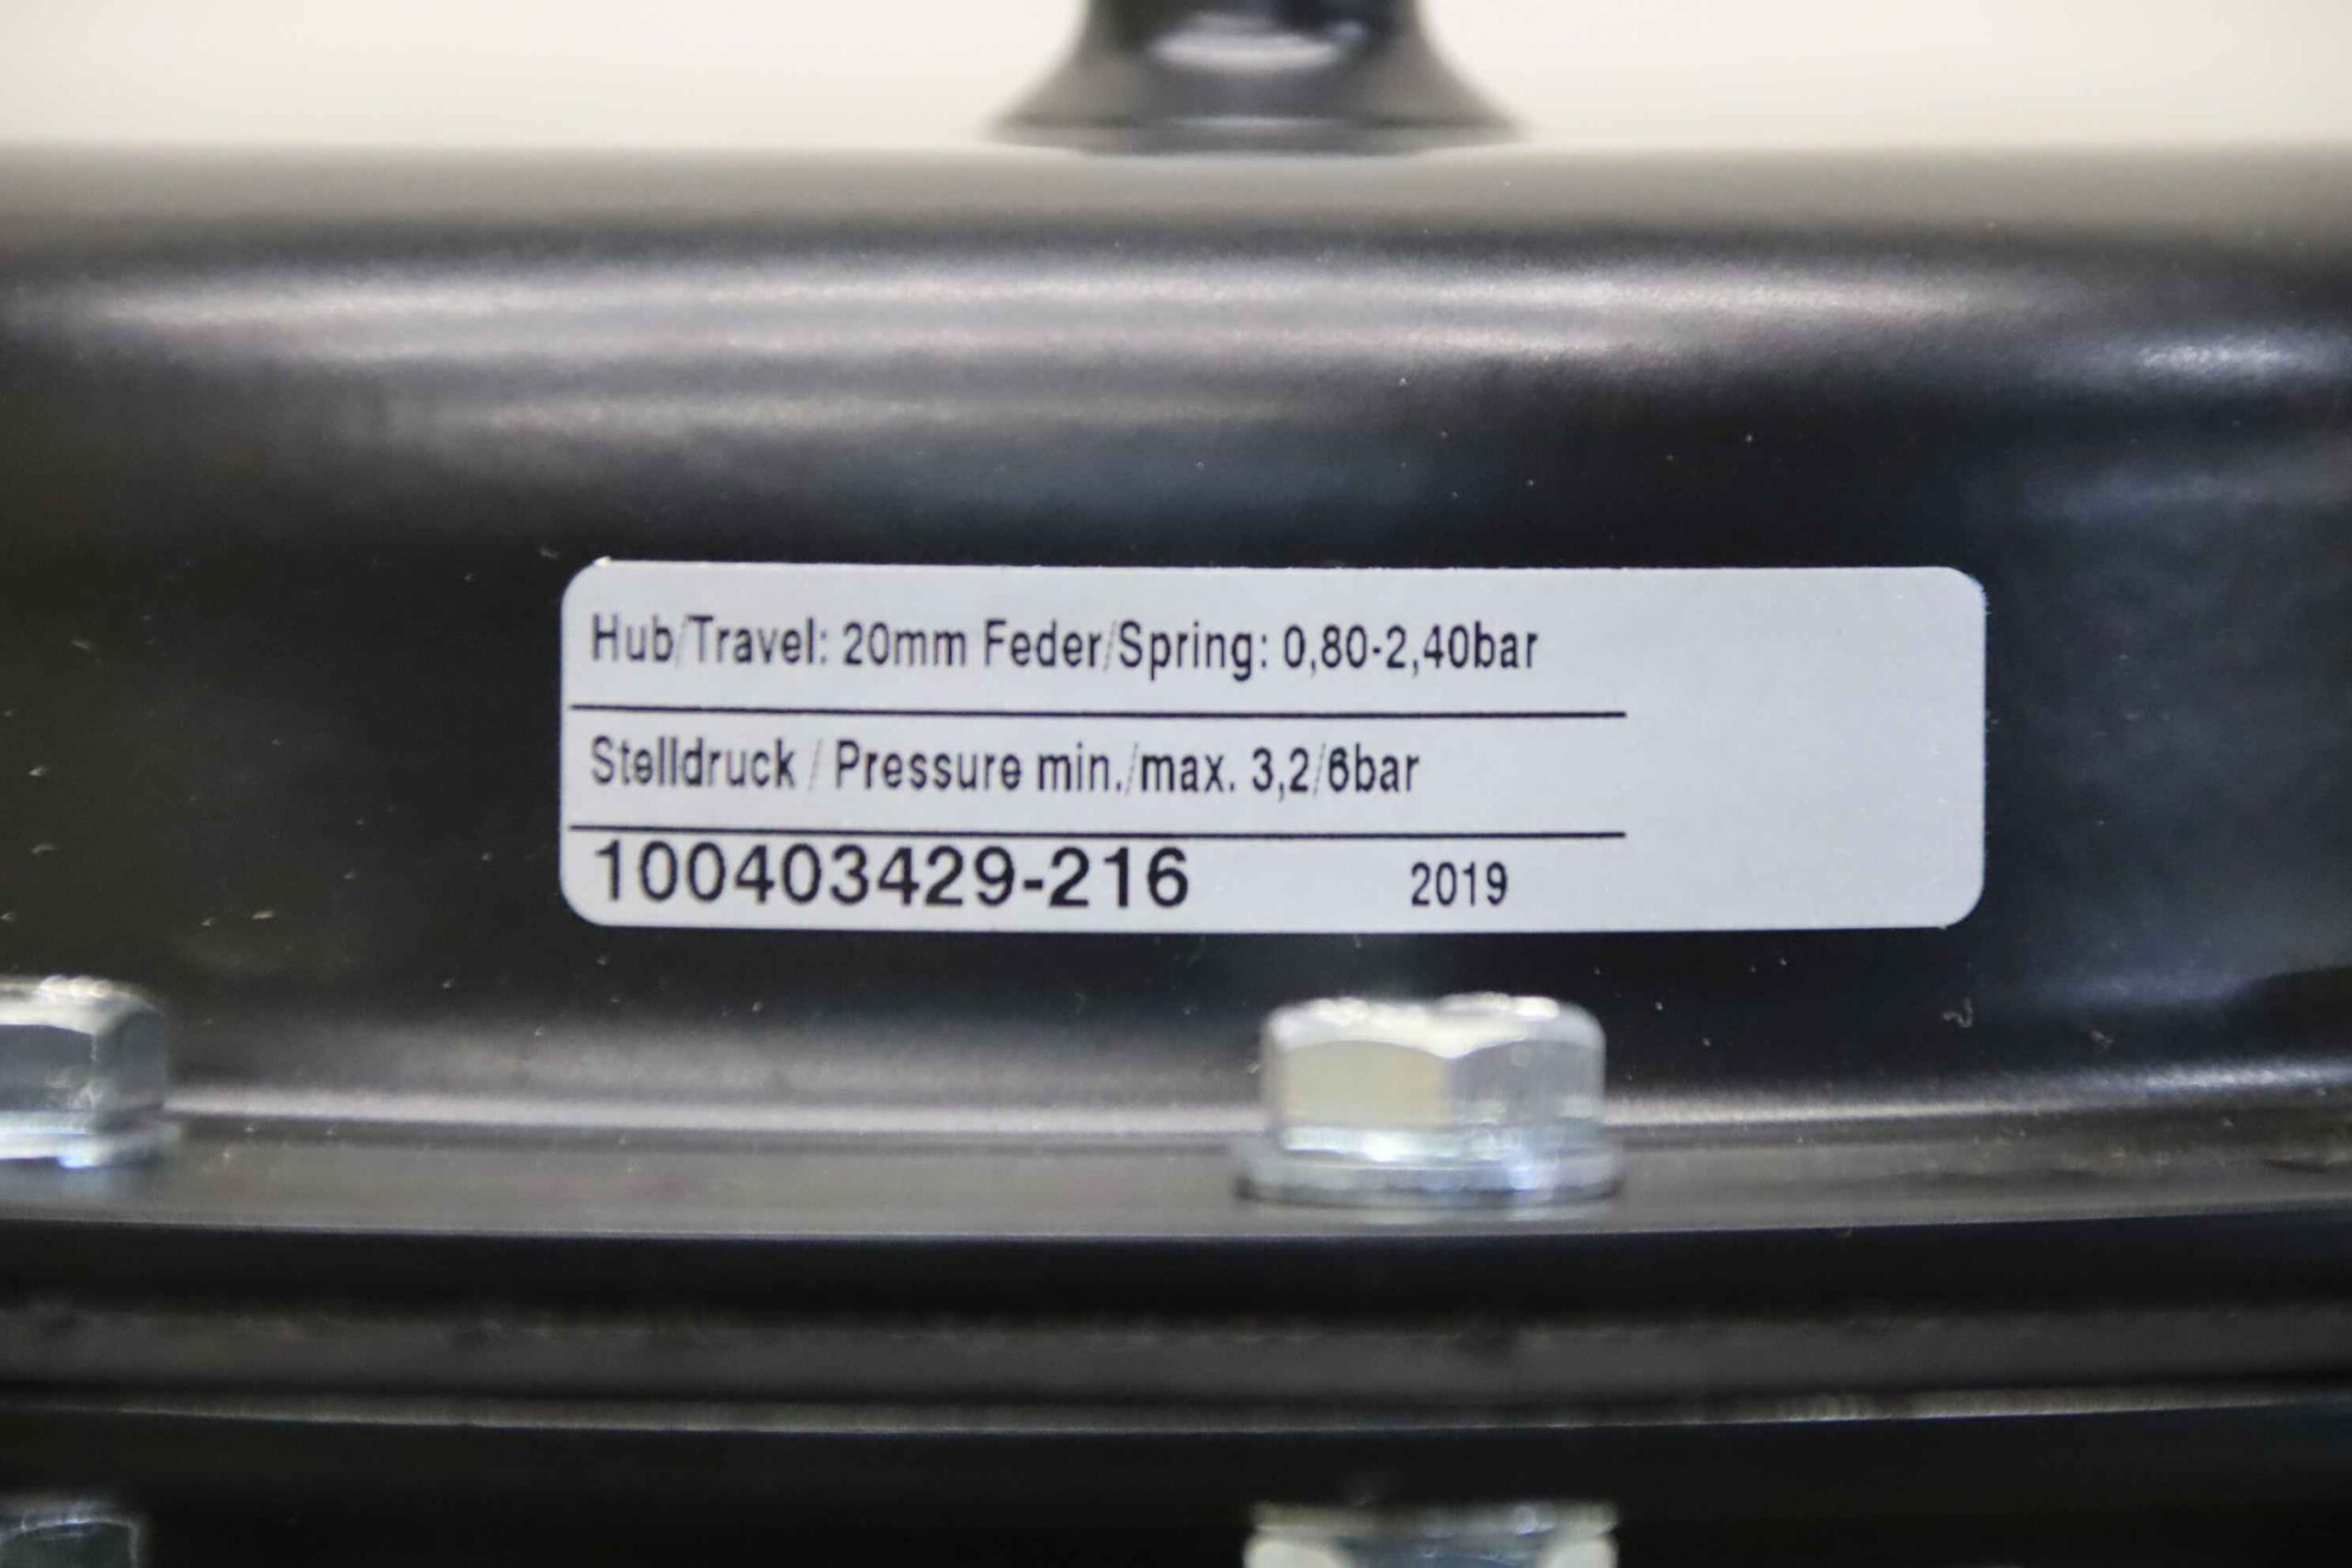 Hub/Travel: 20mm Feder/Spring: 0,80-2,40bar
Stelldruck / Pressure min./max. 3,2/6bar
100403429-216 2019